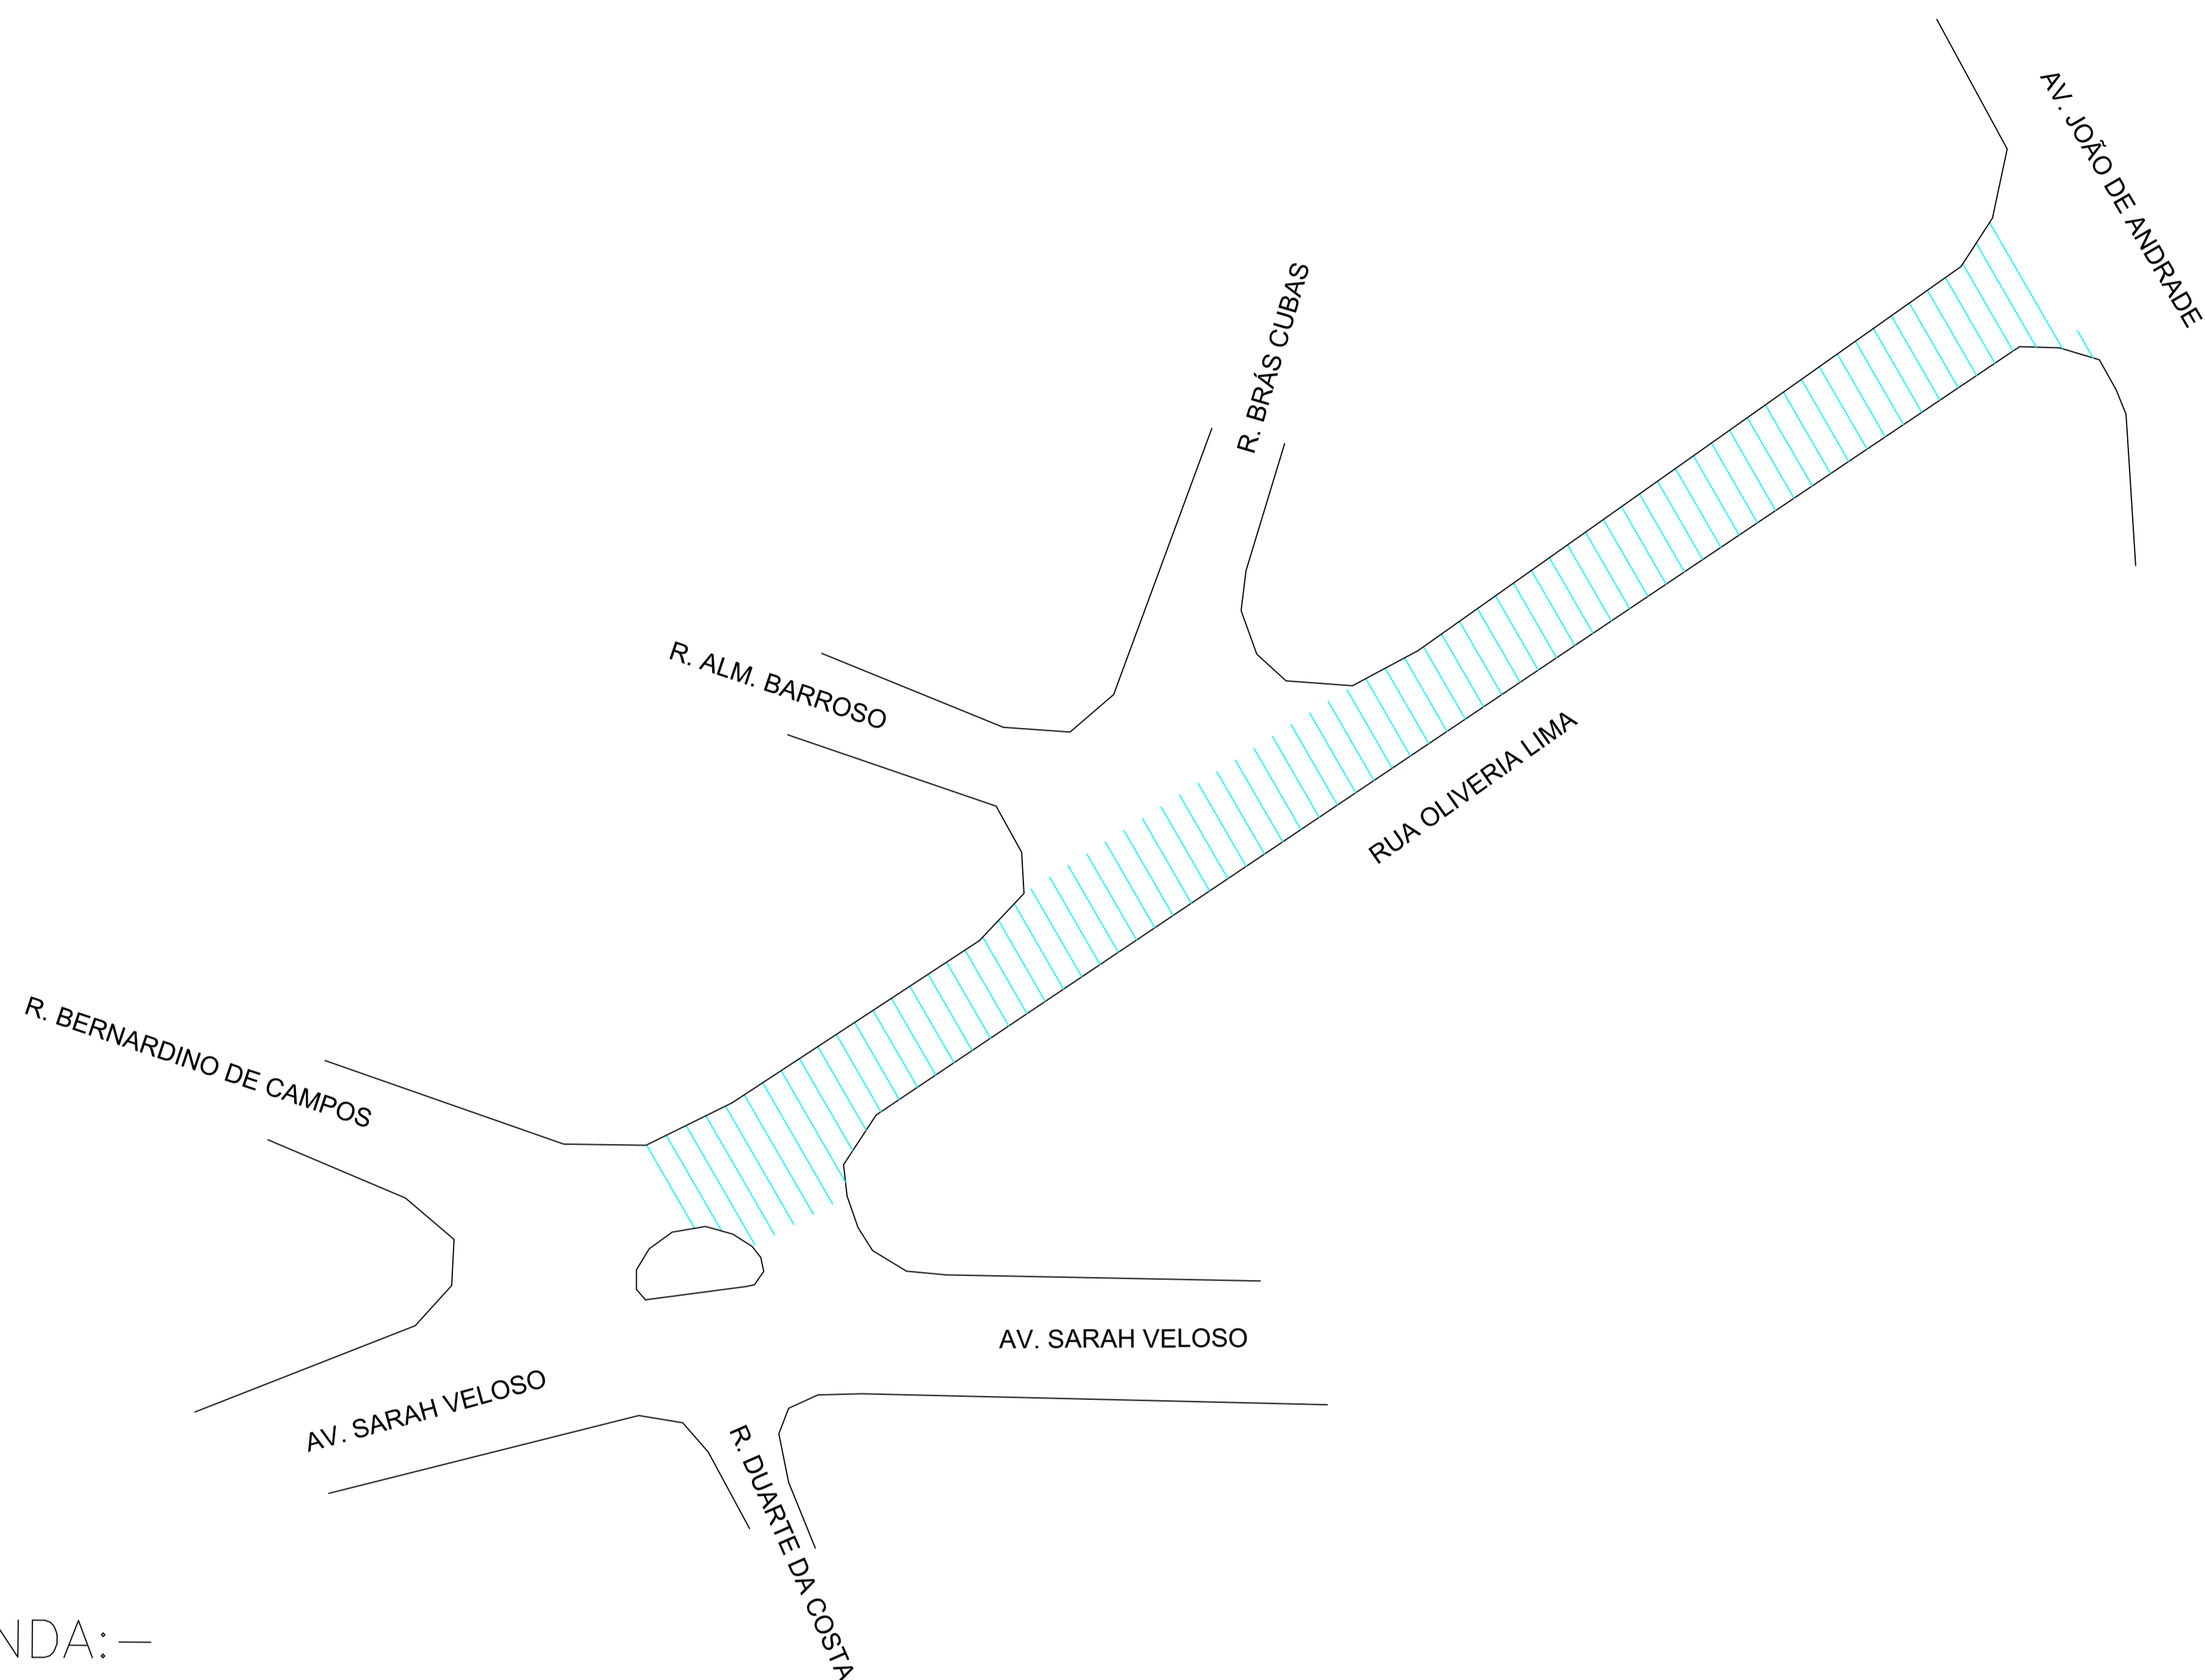 AV. JOÃO DE ANDRADE
R. BRÁS CUBAS
R. ALM. BARROSO
RUA OLIVERIA LIMA
R. BERNARDINO DE CAMPOS
AV. SARAH VELOSO
AV. SARAH VELOSO
R. DUARTE DA COSTA
NDA:—